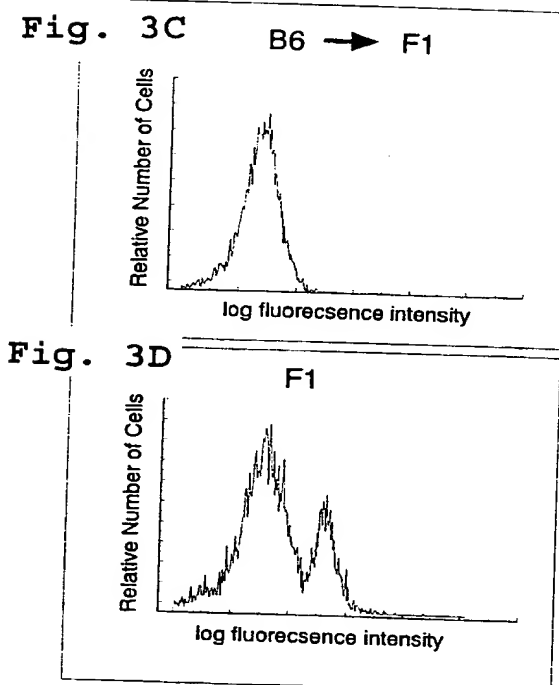 Fig. 3C
B6 → F1
Relative Number of Cells
log fluorecsence intensity
Fig. 3D
F1
Relative Number of Cells
log fluorecsence intensity